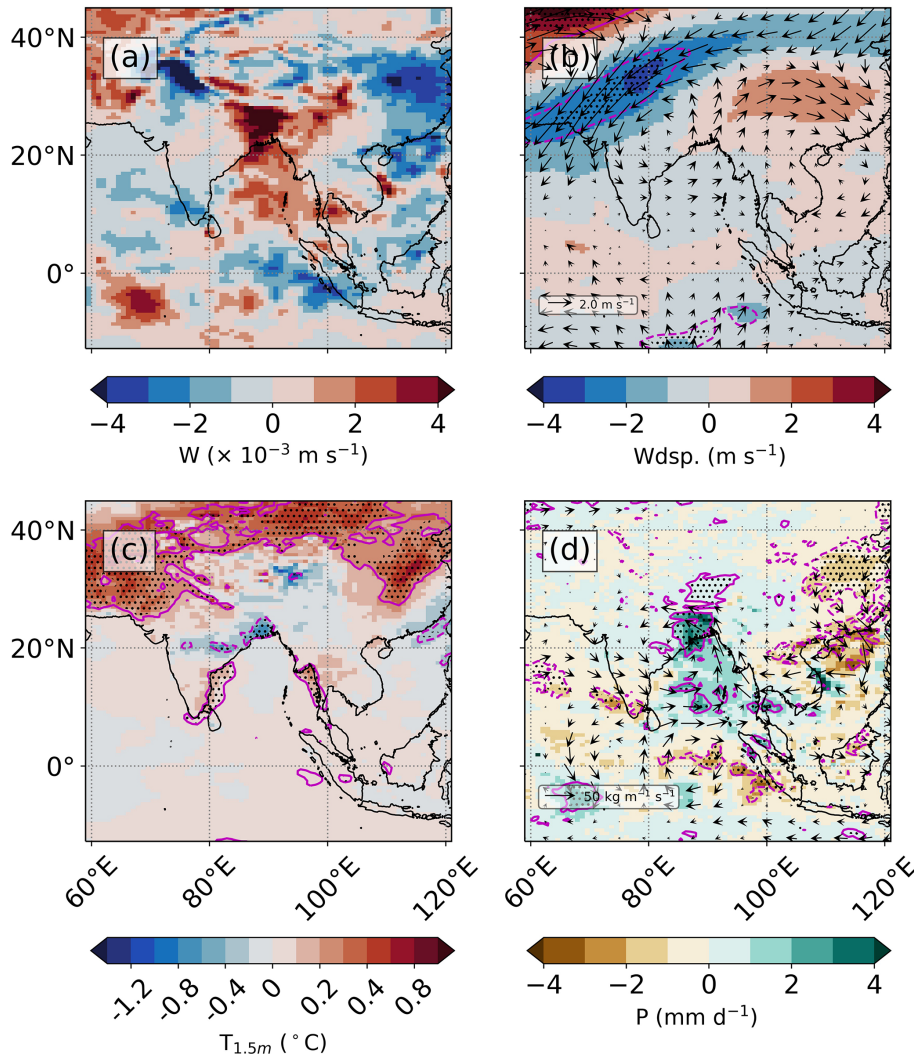 (a)
(b)
40°N
20°N
0°
2.0 m s⁻¹
−4 −2 0 2 4
−4 −2 0 2 4
W (× 10⁻³ m s⁻¹)
Wdsp. (m s⁻¹)
(c)
(d)
40°N
20°N
0°
50 kg m⁻¹ s⁻¹
60°E 80°E 100°E 120°E
60°E 80°E 100°E 120°E
-1.2 -0.8 -0.4 0 0.2 0.4 0.8
−4 −2 0 2 4
T₁.₅ₘ (°C)
P (mm d⁻¹)